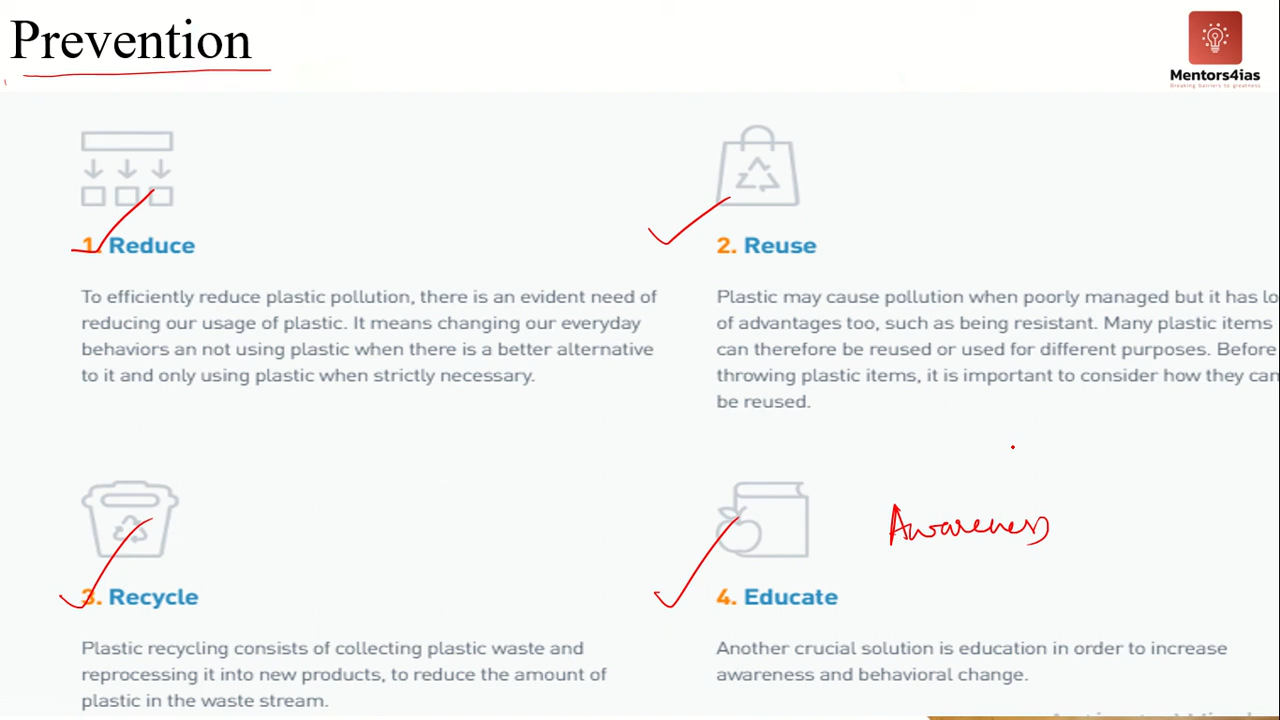 Prevention
Mentors4ias
Breaking barriers to greatness
1. Reduce
To efficiently reduce plastic pollution, there is an evident need of
reducing our usage of plastic. It means changing our everyday
behaviors an not using plastic when there is a better alternative
to it and only using plastic when strictly necessary.
2. Reuse
Plastic may cause pollution when poorly managed but it has lo
of advantages too, such as being resistant. Many plastic items
can therefore be reused or used for different purposes. Before
throwing plastic items, it is important to consider how they can
be reused.
3. Recycle
Plastic recycling consists of collecting plastic waste and
reprocessing it into new products, to reduce the amount of
plastic in the waste stream.
Awareness
4. Educate
Another crucial solution is education in order to increase
awareness and behavioral change.